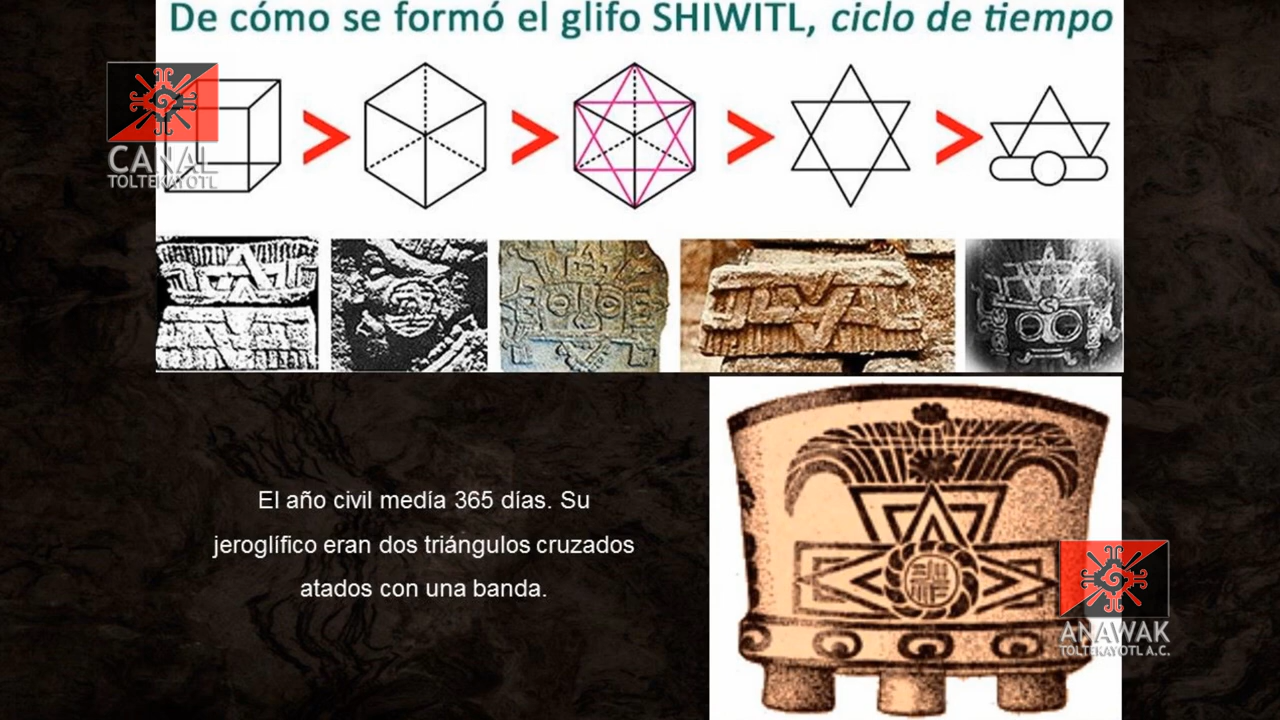 De cómo se formó el glifo SHIWITL, ciclo de tiempo
CANAL
TOLTEKAYOTL
El año civil medía 365 días. Su
jeroglífico eran dos triángulos cruzados
atados con una banda.
ANAWAK
TOLTEKAYOTL A.C.